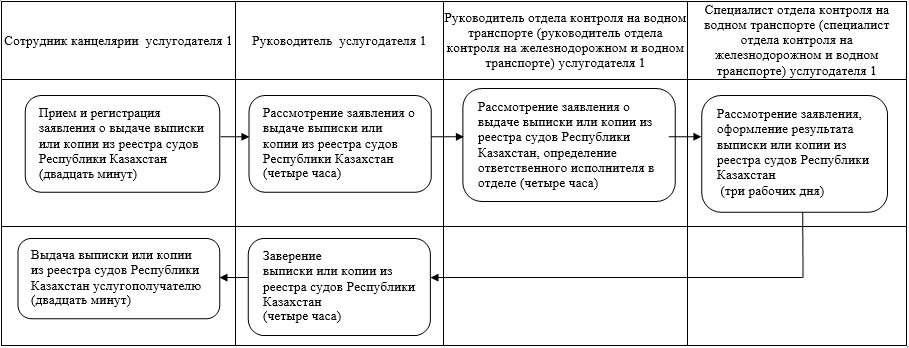 Сотрудник канцелярии услугодателя 1
Руководитель услугодателя 1
Руководитель отдела контроля на водном
транспорте (руководитель отдела
контроля на железнодорожном и водном
транспорте) услугодателя 1
Специалист отдела контроля на
водном транспорте (специалист
отдела контроля на
железнодорожном и водном
транспорте) услугодателя 1
Прием и регистрация
заявления о выдаче выписки
или копии из реестра судов
Республики Казахстан
(двадцать минут)
Рассмотрение заявления о
выдаче выписки или
копии из реестра судов
Республики Казахстан
(четыре часа)
Рассмотрение заявления о
выдаче выписки или копии из
реестра судов Республики
Казахстан, определение
ответственного исполнителя в
отделе (четыре часа)
Рассмотрение заявления,
оформление результата
выписки или копии из
реестра судов Республики
Казахстан
(три рабочих дня)
Выдача выписки или копии
из реестра судов Республики
Казахстан услугополучателю
(двадцать минут)
Заверение
выписки или копии из
реестра судов Республики
Казахстан
(четыре часа)